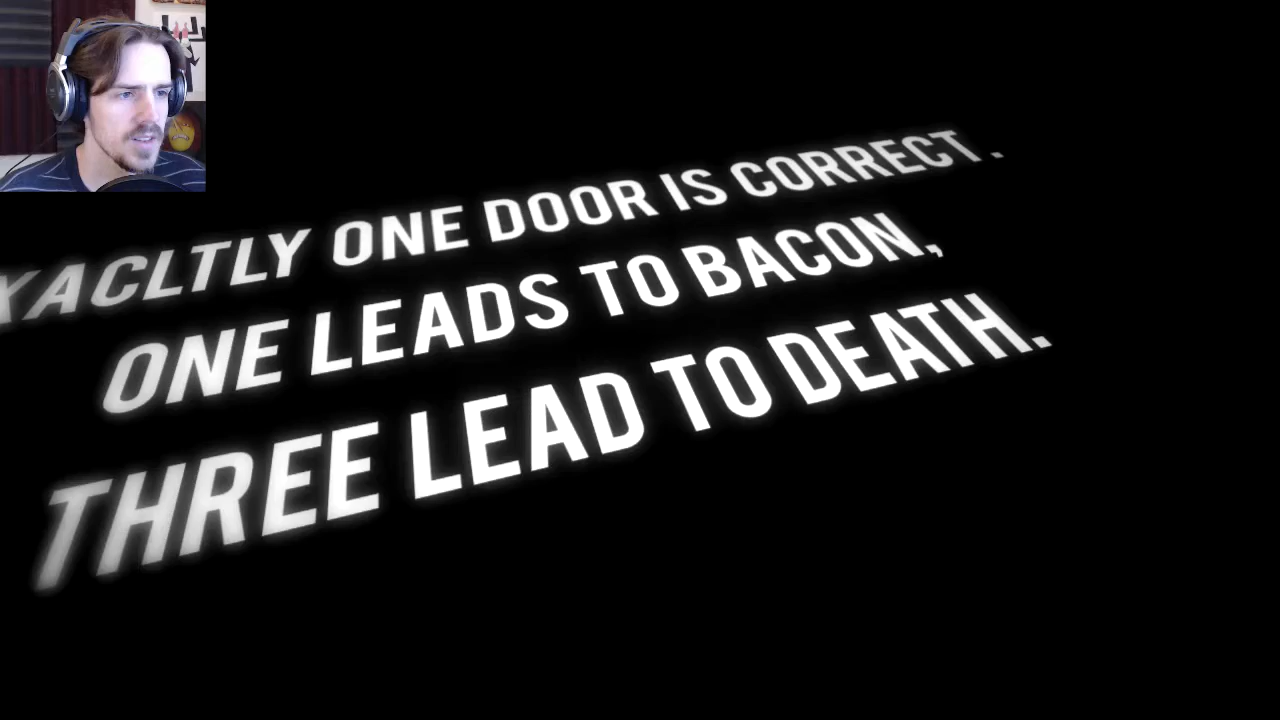 XACLTLY ONE DOOR IS CORRECT.
ONE LEADS TO BACON,
THREE LEAD TO DEATH.